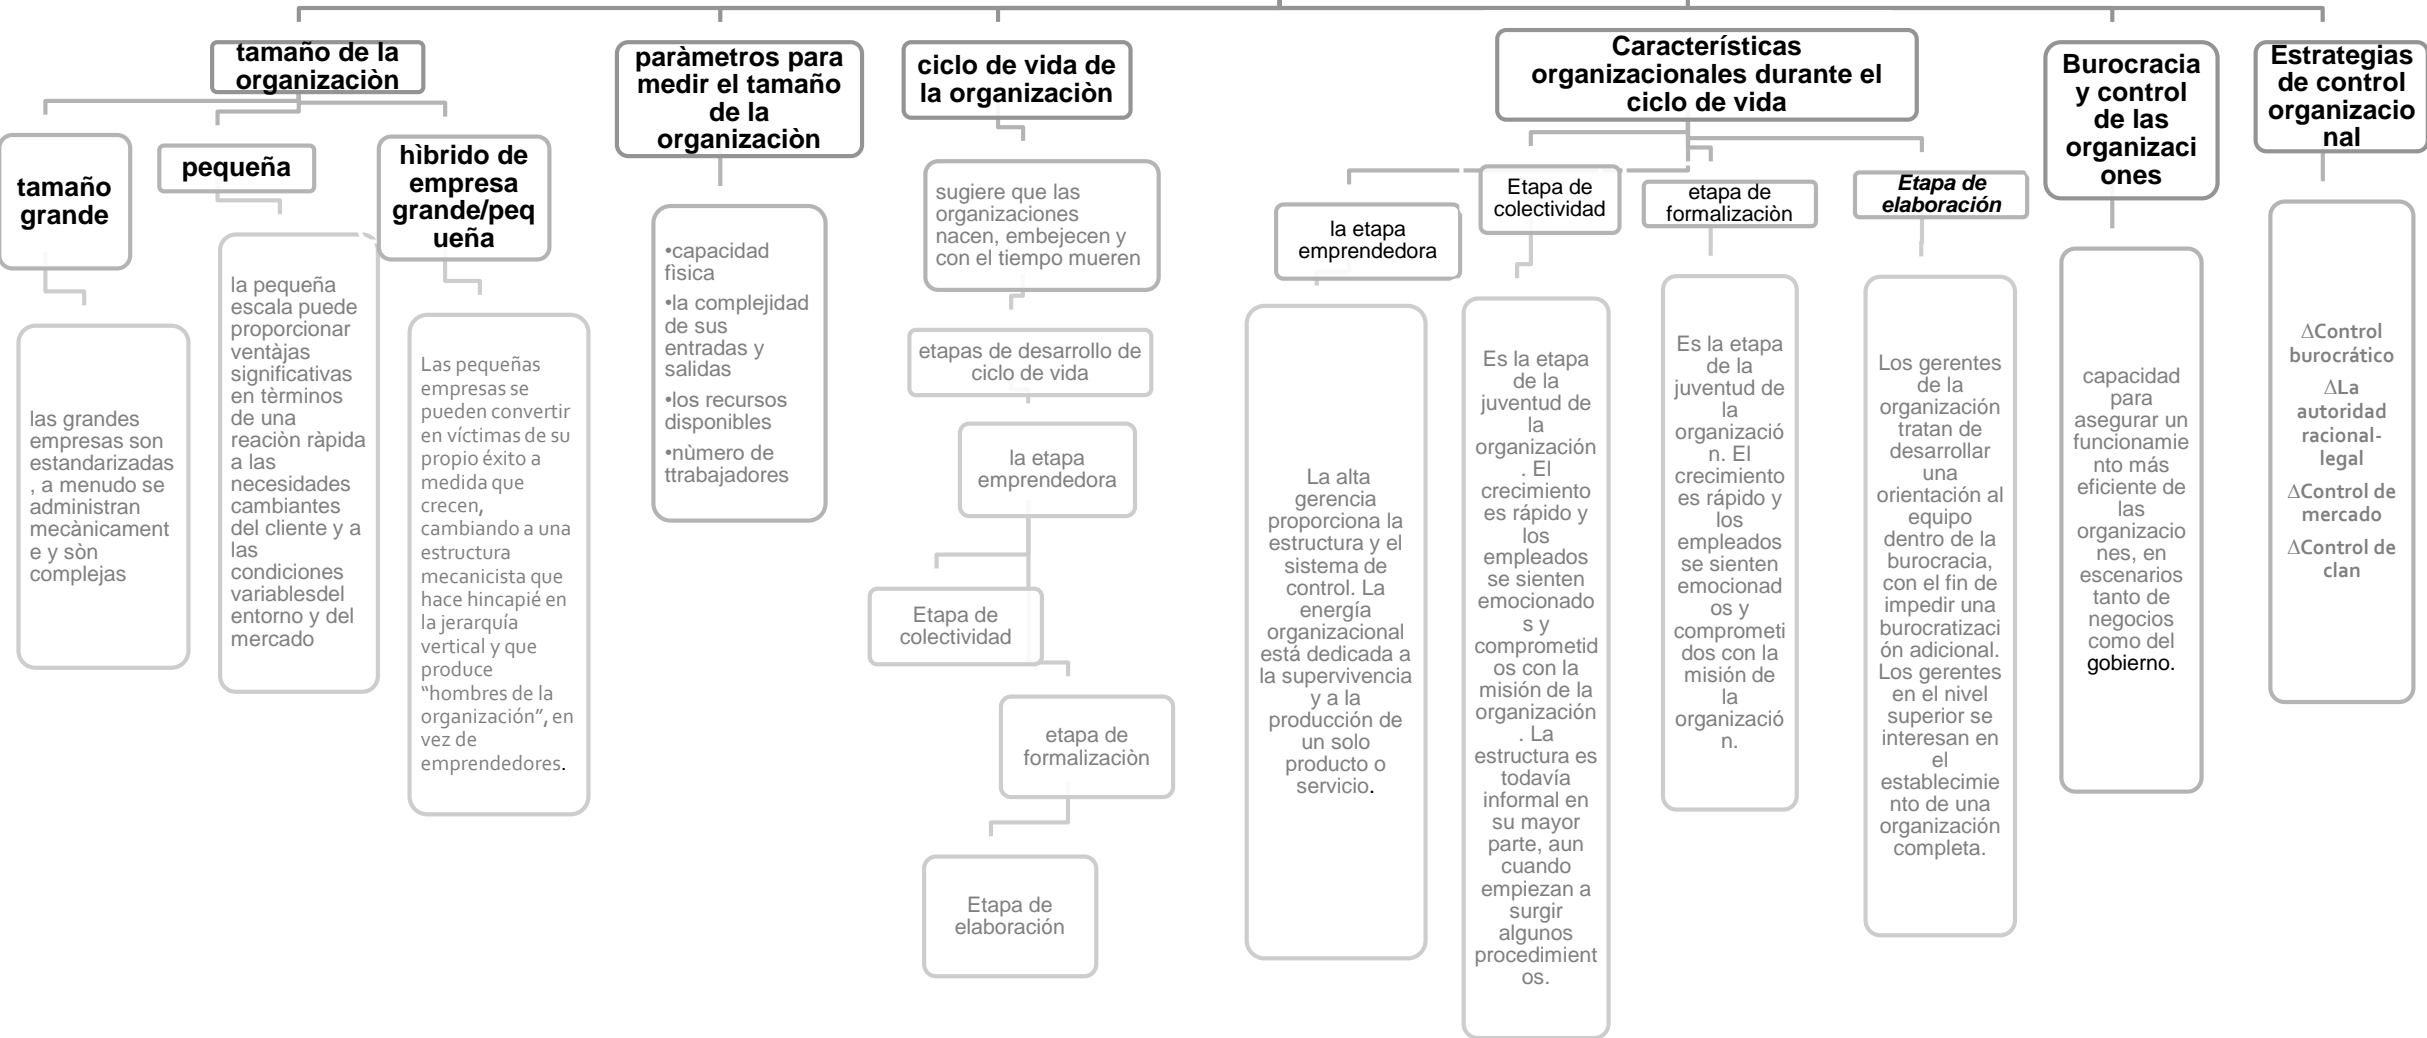 tamaño de la
organizaciòn
tamaño
grande
las grandes
empresas son
estandarizadas
, a menudo se
administran
mecànicament
e y sòn
complejas
pequeña
la pequeña
escala puede
proporcionar
ventàjas
significativas
en tèrminos
de una
reaciòn ràpida
a las
necesidades
cambiantes
del cliente y a
las
condiciones
variablesdel
entorno y del
mercado
hìbrido de
empresa
grande/peq
ueña
Las pequeñas
empresas se
pueden convertir
en víctimas de su
propio éxito a
medida que
crecen,
cambiando a una
estructura
mecanicista que
hace hincapié en
la jerarquía
vertical y que
produce
“hombres de la
organización”, en
vez de
emprendedores.
paràmetros para
medir el tamaño
de la
organizaciòn
•capacidad
fìsica
•la complejidad
de sus
entradas y
salidas
•los recursos
disponibles
•nùmero de
ttrabajadores
ciclo de vida de
la organizaciòn
sugiere que las
organizaciones
nacen, embejecen y
con el tiempo mueren
etapas de desarrollo de
ciclo de vida
la etapa
emprendedora
Etapa de
colectividad
etapa de
formalizaciòn
Etapa de
elaboración
Características
organizacionales durante el
ciclo de vida
la etapa
emprendedora
La alta
gerencia
proporciona la
estructura y el
sistema de
control. La
energía
organizacional
está dedicada a
la supervivencia
y a la
producción de
un solo
producto o
servicio.
Etapa de
colectividad
Es la etapa
de la
juventud de
la
organización
. El
crecimiento
es rápido y
los
empleados
se sienten
emocionado
s y
comprometid
os con la
misión de la
organización
. La
estructura es
todavía
informal en
su mayor
parte, aun
cuando
empiezan a
surgir
algunos
procedimient
os.
etapa de
formalizaciòn
Es la etapa
de la
juventud de
la
organizació
n. El
crecimiento
es rápido y
los
empleados
se sienten
emocionad
os y
comprometi
dos con la
misión de
la
organizació
n.
Etapa de
elaboración
Los gerentes
de la
organización
tratan de
desarrollar
una
orientación al
equipo
dentro de la
burocracia,
con el fin de
impedir una
burocratizaci
ón adicional.
Los gerentes
en el nivel
superior se
interesan en
el
establecimie
nto de una
organización
completa.
Burocracia
y control
de las
organizaci
ones
capacidad
para
asegurar un
funcionamie
nto más
eficiente de
las
organizacio
nes, en
escenarios
tanto de
negocios
como del
gobierno.
Estrategias
de control
organizacio
nal
∆Control
burocrático
∆La
autoridad
racional-
legal
∆Control de
mercado
∆Control de
clan